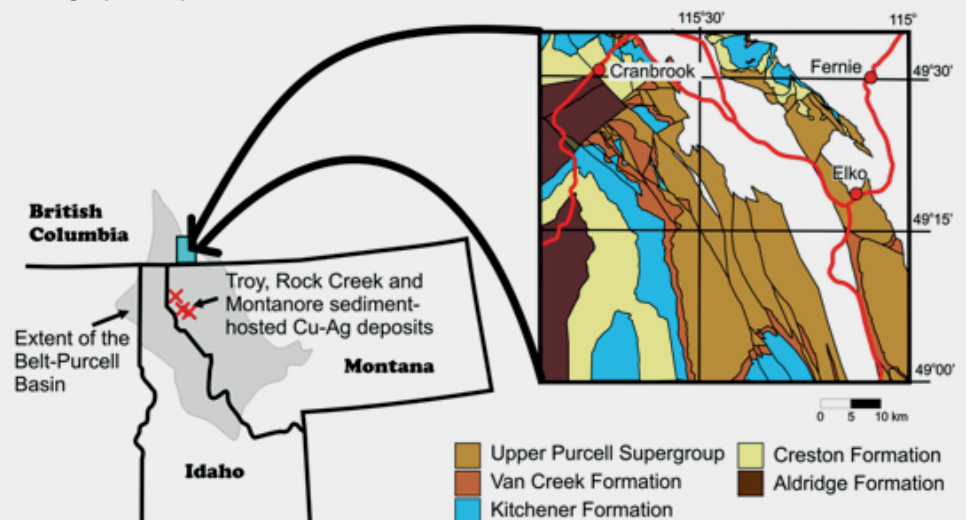 115°30'
115°
Cranbrook
Fernie
49°30'
Elko
49°15'
49°00'
0 5 10 km
British
Columbia
Troy, Rock Creek and
Montanore sediment-
hosted Cu-Ag deposits
Extent of the
Belt-Purcell
Basin
Montana
Idaho
Upper Purcell Supergroup
Van Creek Formation
Kitchener Formation
Creston Formation
Aldridge Formation